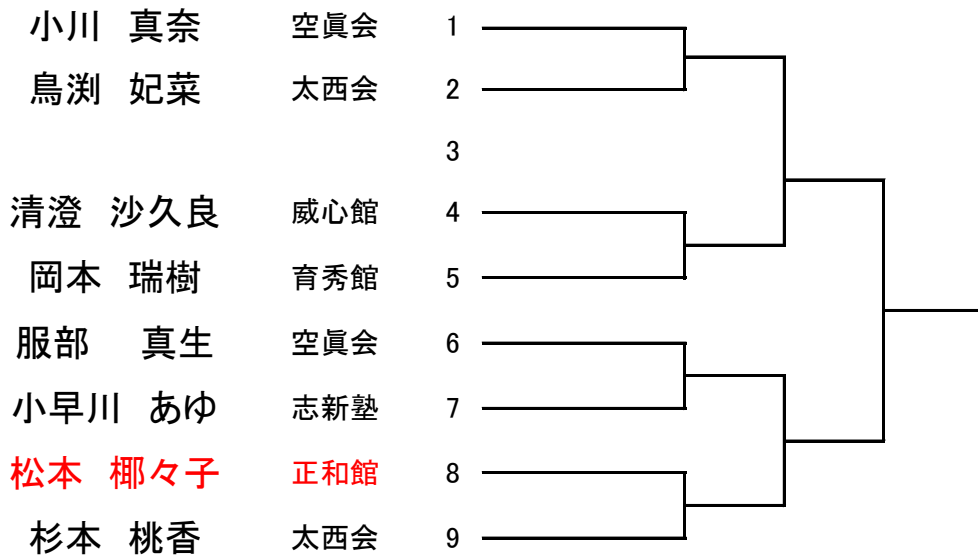 小川　真奈 空眞会 1
鳥渕　妃菜 太西会 2
3
清澄　沙久良 威心館 4
岡本　瑞樹 育秀館 5
服部　真生 空眞会 6
小早川　あゆ 志新塾 7
松本　椰々子 正和館 8
杉本　桃香 太西会 9